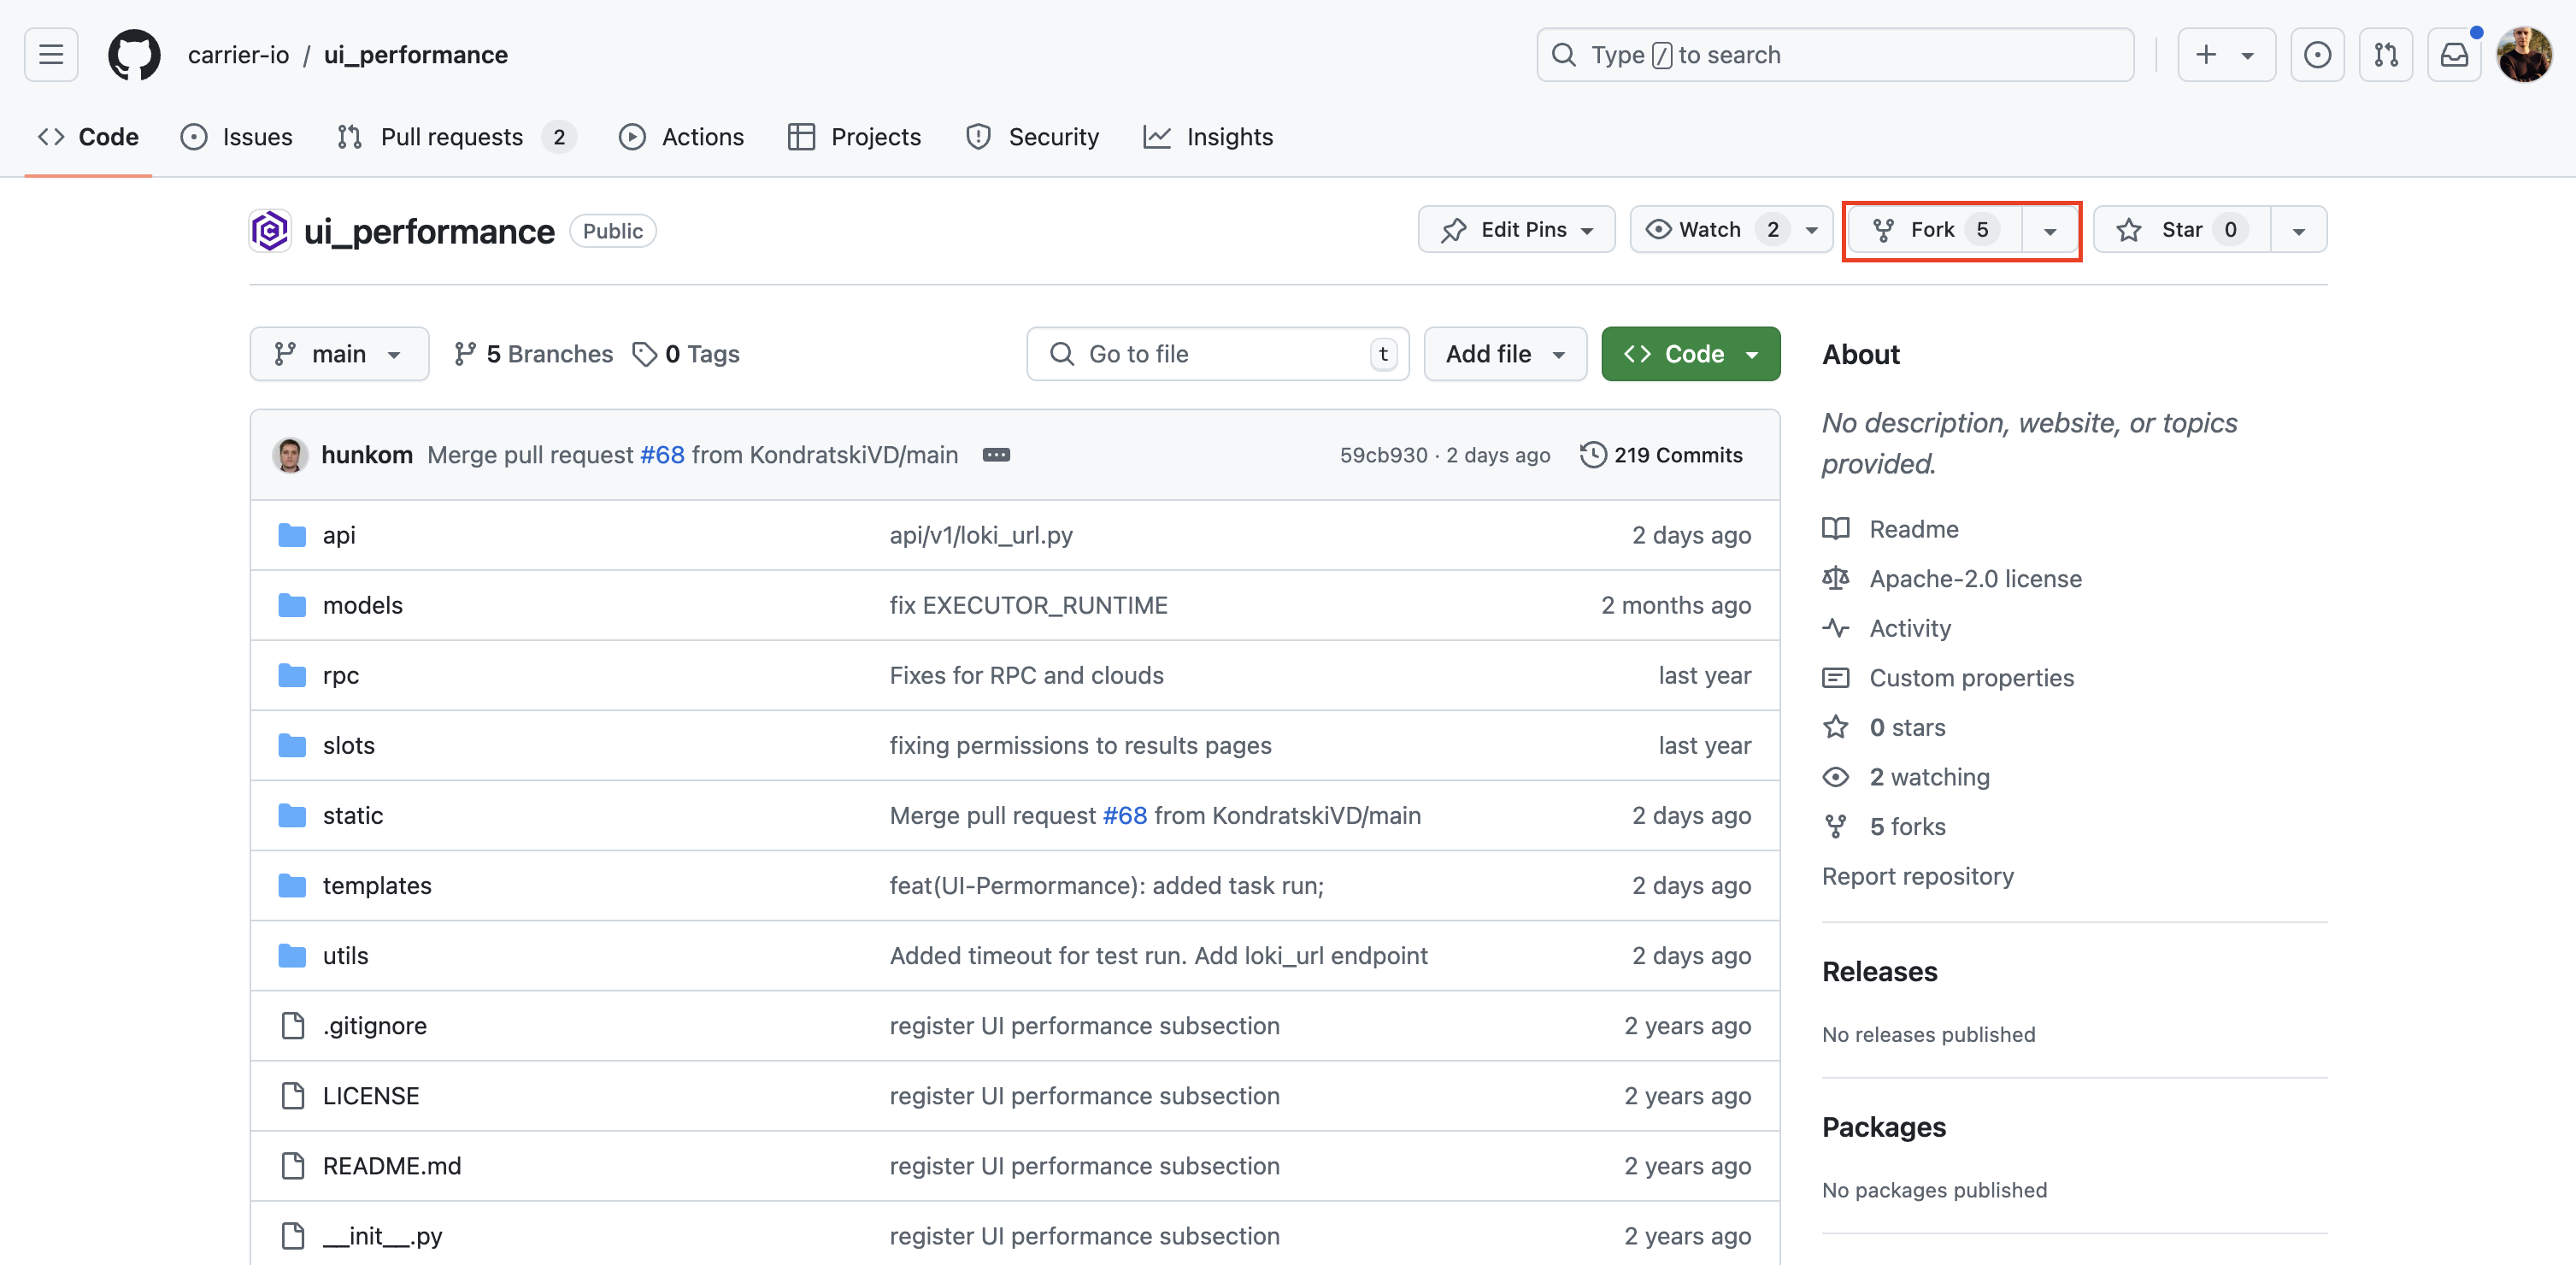 carrier-io / ui_performance
Type / to search
Code
Issues
Pull requests 2
Actions
Projects
Security
Insights
ui_performance Public
Edit Pins
Watch 2
Fork 5
Star 0
main
5 Branches
0 Tags
Go to file t
Add file
Code
hunkom Merge pull request #68 from KondratskiVD/main 59cb930 · 2 days ago 219 Commits
api api/v1/loki_url.py 2 days ago
models fix EXECUTOR_RUNTIME 2 months ago
rpc Fixes for RPC and clouds last year
slots fixing permissions to results pages last year
static Merge pull request #68 from KondratskiVD/main 2 days ago
templates feat(UI-Permormance): added task run; 2 days ago
utils Added timeout for test run. Add loki_url endpoint 2 days ago
.gitignore register UI performance subsection 2 years ago
LICENSE register UI performance subsection 2 years ago
README.md register UI performance subsection 2 years ago
__init__.py register UI performance subsection 2 years ago
About
No description, website, or topics
provided.
Readme
Apache-2.0 license
Activity
Custom properties
0 stars
2 watching
5 forks
Report repository
Releases
No releases published
Packages
No packages published